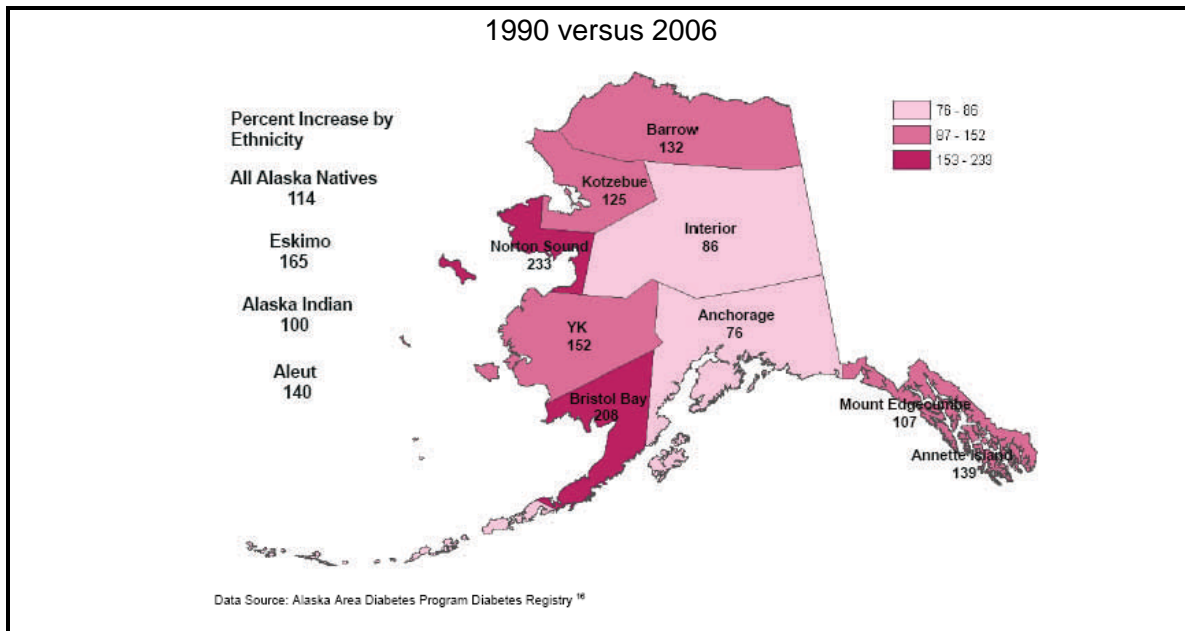 1990 versus 2006
Percent Increase by
Ethnicity
All Alaska Natives
114
Eskimo
165
Alaska Indian
100
Aleut
140
76 - 86
87 - 152
153 - 233
Barrow
132
Kotzebue
125
Interior
86
Norton Sound
233
Anchorage
76
YK
152
Bristol Bay
208
Mount Edgecumbe
107
Annette Island
139
Data Source: Alaska Area Diabetes Program Diabetes Registry 16